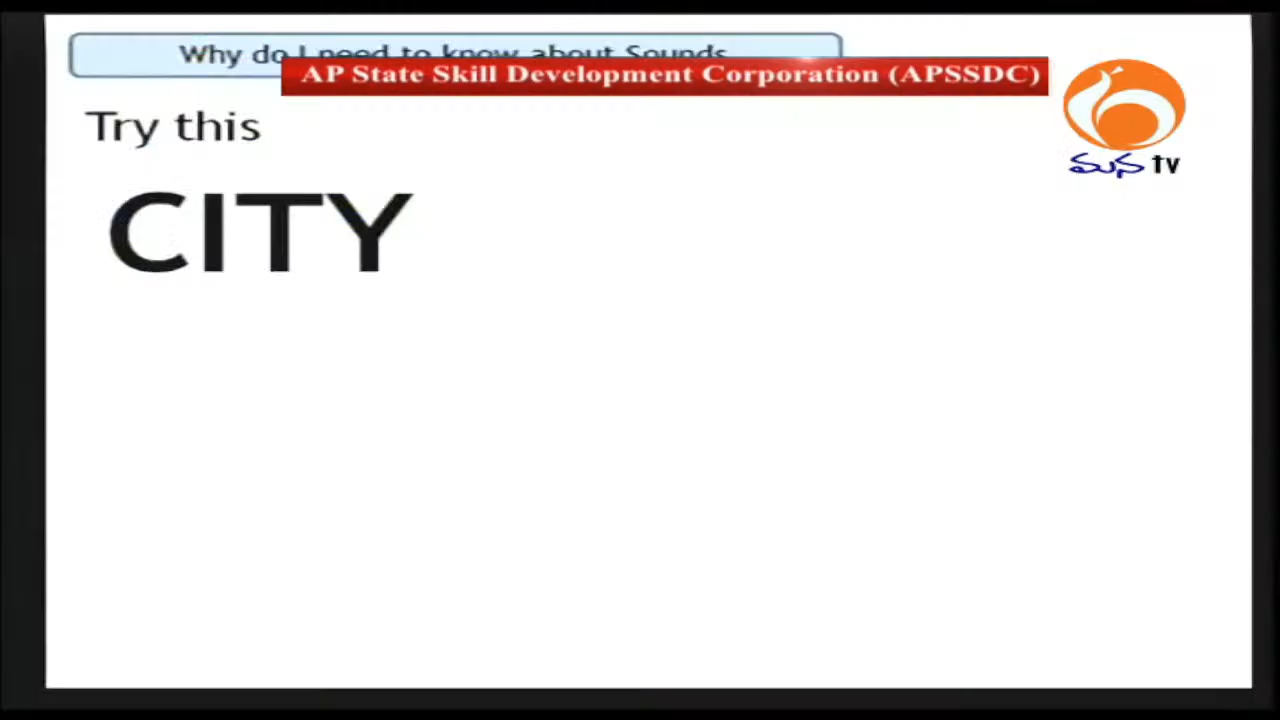 Why do I need to know about Sounds
AP State Skill Development Corporation (APSSDC)
Try this
మన tv
CITY